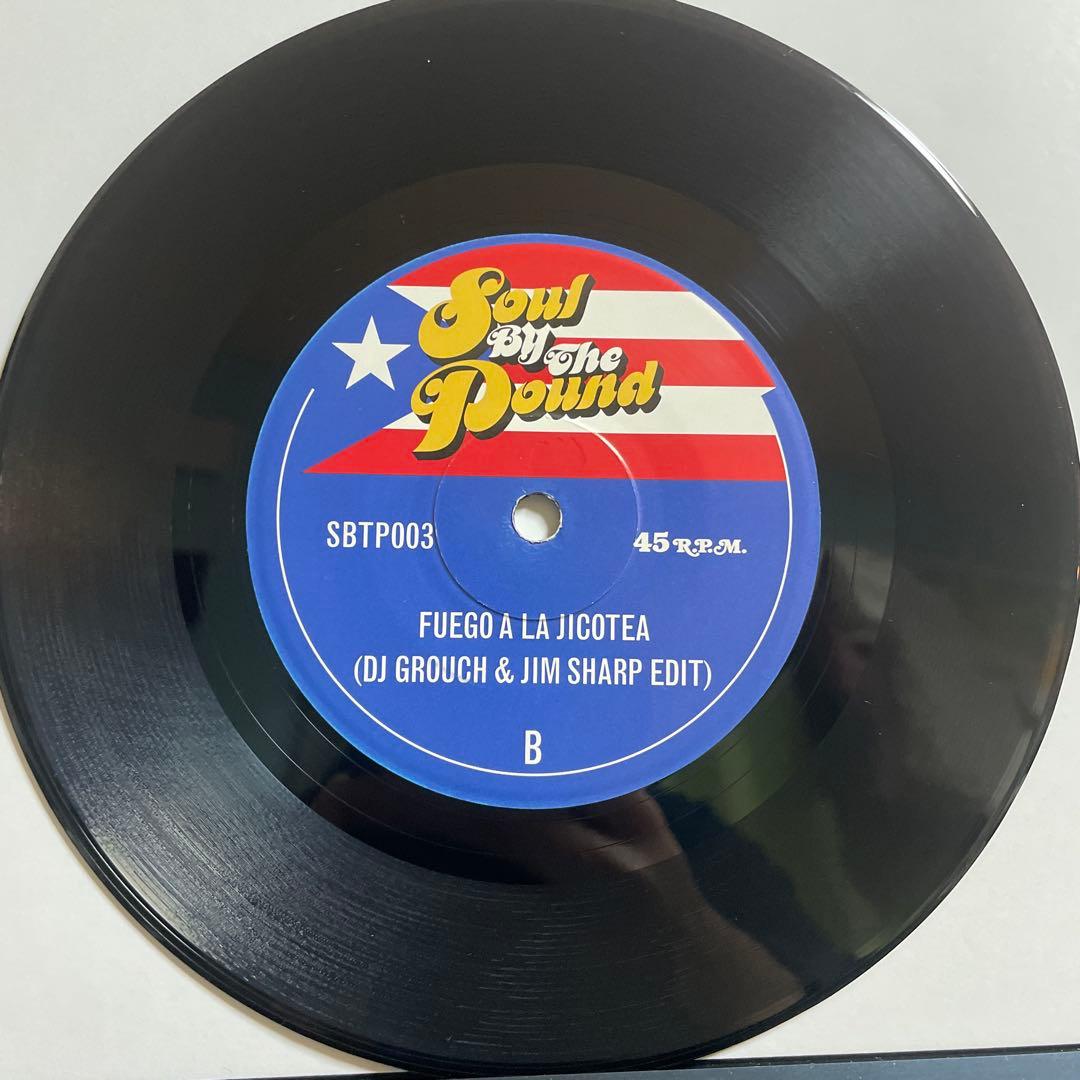 Soul
By The
Pound
SBTP003
45 R.P.M.
FUEGO A LA JICOTEA
(DJ GROUCH & JIM SHARP EDIT)
B